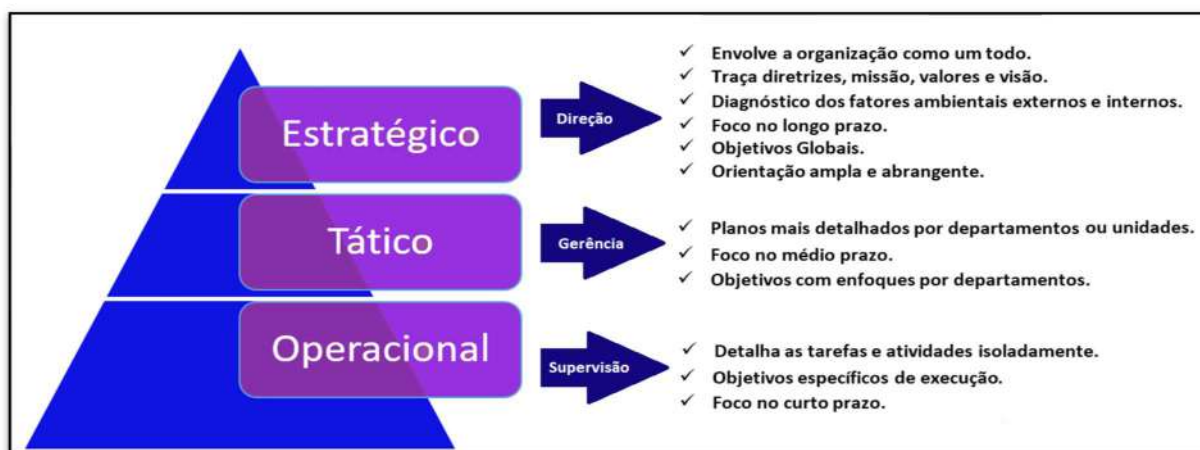 Estratégico
Direção
✓ Envolve a organização como um todo.
✓ Traça diretrizes, missão, valores e visão.
✓ Diagnóstico dos fatores ambientais externos e internos.
✓ Foco no longo prazo.
✓ Objetivos Globais.
✓ Orientação ampla e abrangente.
Tático
Gerência
✓ Planos mais detalhados por departamentos ou unidades.
✓ Foco no médio prazo.
✓ Objetivos com enfoques por departamentos.
Operacional
Supervisão
✓ Detalha as tarefas e atividades isoladamente.
✓ Objetivos específicos de execução.
✓ Foco no curto prazo.